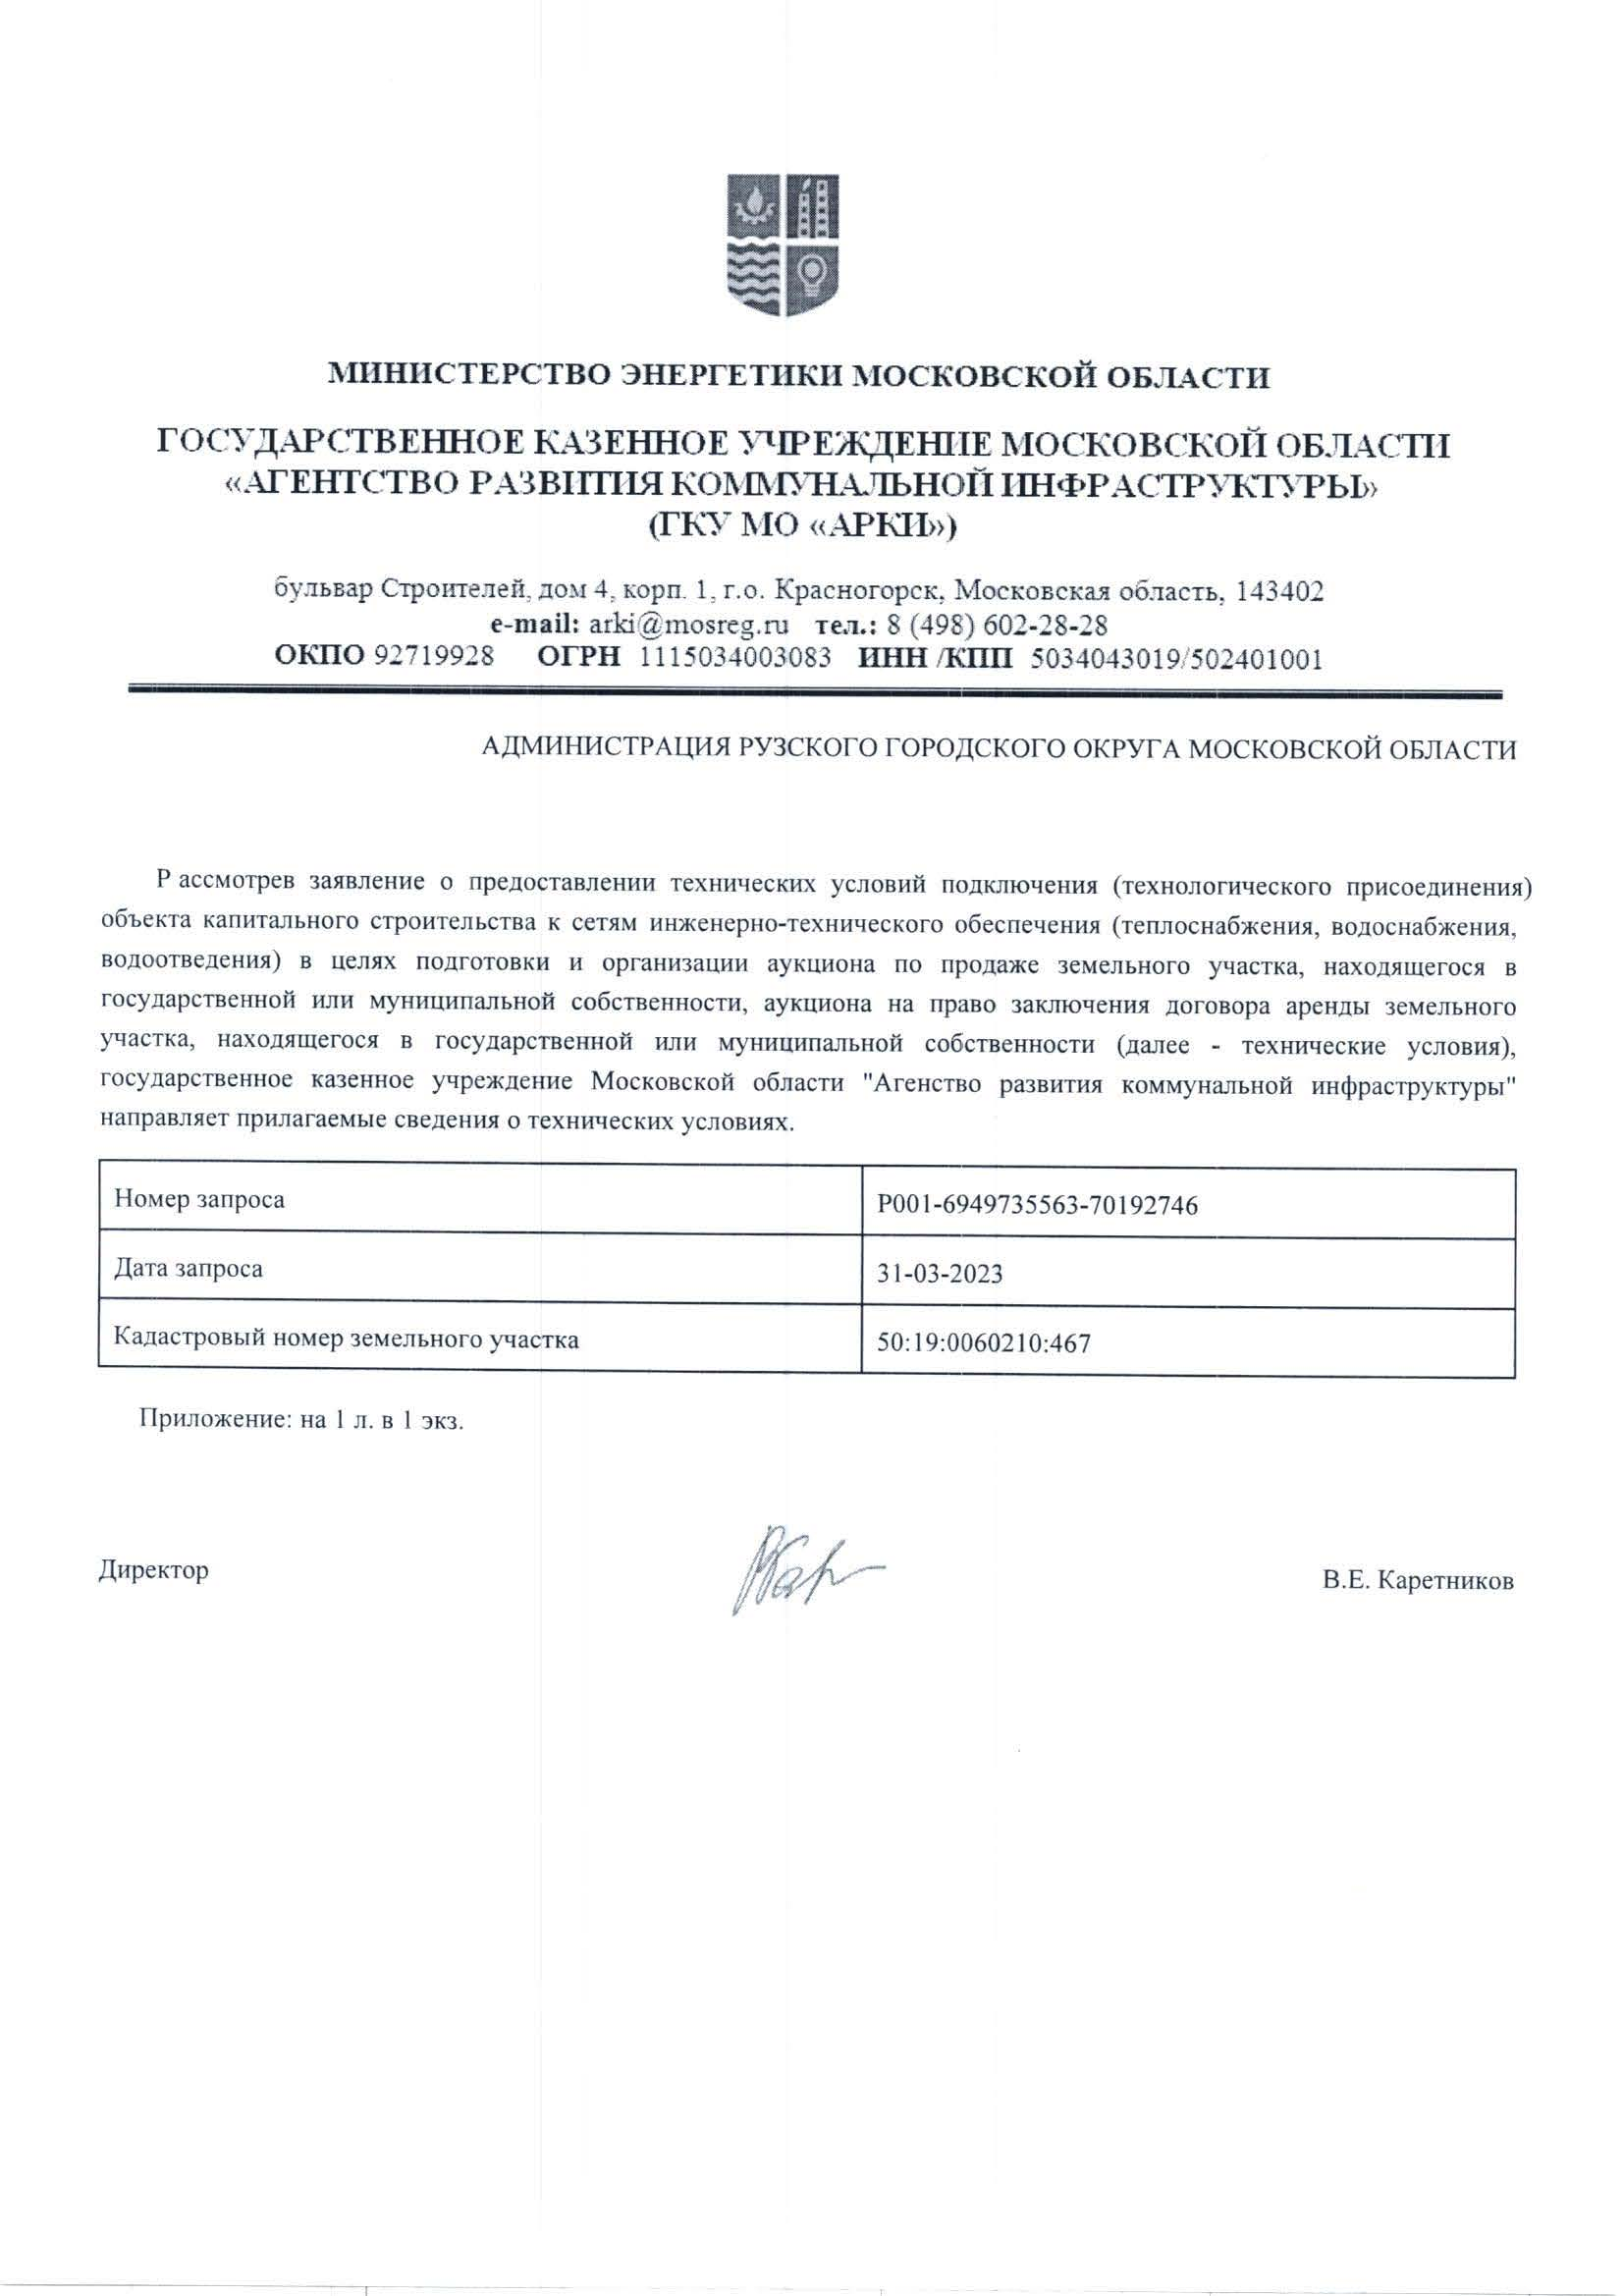 МИНИСТЕРСТВО ЭНЕРГЕТИКИ МОСКОВСКОЙ ОБЛАСТИ
ГОСУДАРСТВЕННОЕ КАЗЕННОЕ УЧРЕЖДЕНИЕ МОСКОВСКОЙ ОБЛАСТИ
«АГЕНТСТВО РАЗВИТИЯ КОММУНАЛЬНОЙ ИНФРАСТРУКТУРЫ»
(ГКУ МО «АРКИ»)
бульвар Строителей, дом 4, корп. 1, г.о. Красногорск, Московская область, 143402
e-mail: arki@mosreg.ru тел.: 8 (498) 602-28-28
ОКПО 92719928 ОГРН 1115034003083 ИНН /КПП 5034043019/502401001
АДМИНИСТРАЦИЯ РУЗСКОГО ГОРОДСКОГО ОКРУГА МОСКОВСКОЙ ОБЛАСТИ
Р ассмотрев заявление о предоставлении технических условий подключения (технологического присоединения)
объекта капитального строительства к сетям инженерно-технического обеспечения (теплоснабжения, водоснабжения,
водоотведения) в целях подготовки и организации аукциона по продаже земельного участка, находящегося в
государственной или муниципальной собственности, аукциона на право заключения договора аренды земельного
участка, находящегося в государственной или муниципальной собственности (далее - технические условия),
государственное казенное учреждение Московской области "Агенство развития коммунальной инфраструктуры"
направляет прилагаемые сведения о технических условиях.
Номер запроса P001-6949735563-70192746
Дата запроса 31-03-2023
Кадастровый номер земельного участка 50:19:0060210:467
Приложение: на 1 л. в 1 экз.
Директор В.Е. Каретников